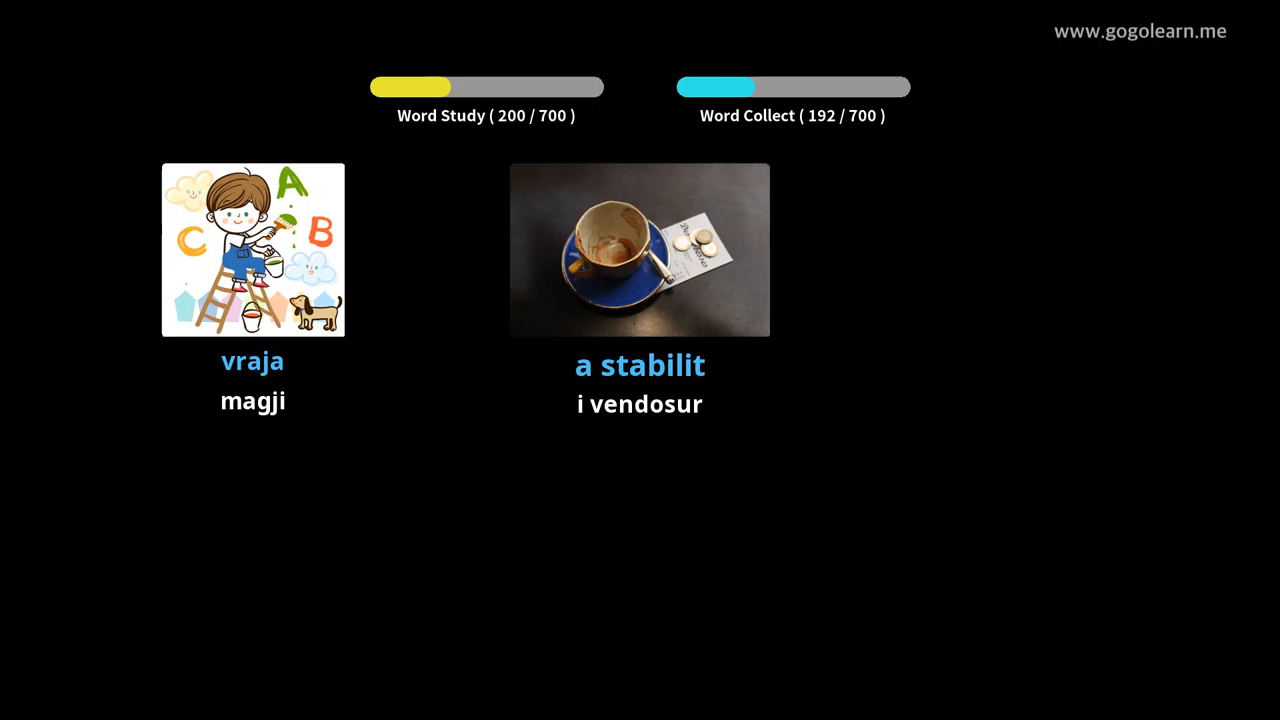 www.gogolearn.me
Word Study ( 200 / 700 )
Word Collect ( 192 / 700 )
A
B
C
vraja
magji
a stabilit
i vendosur